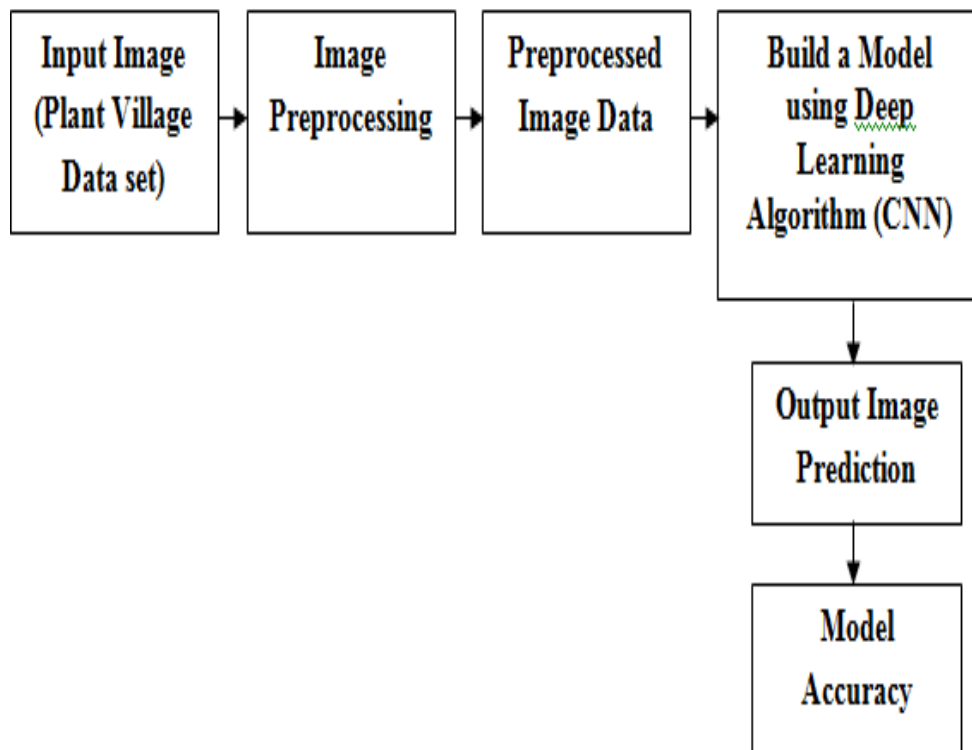 Input Image
(Plant Village
Data set)
Image
Preprocessing
Preprocessed
Image Data
Build a Model
using Deep
Learning
Algorithm (CNN)
Output Image
Prediction
Model
Accuracy